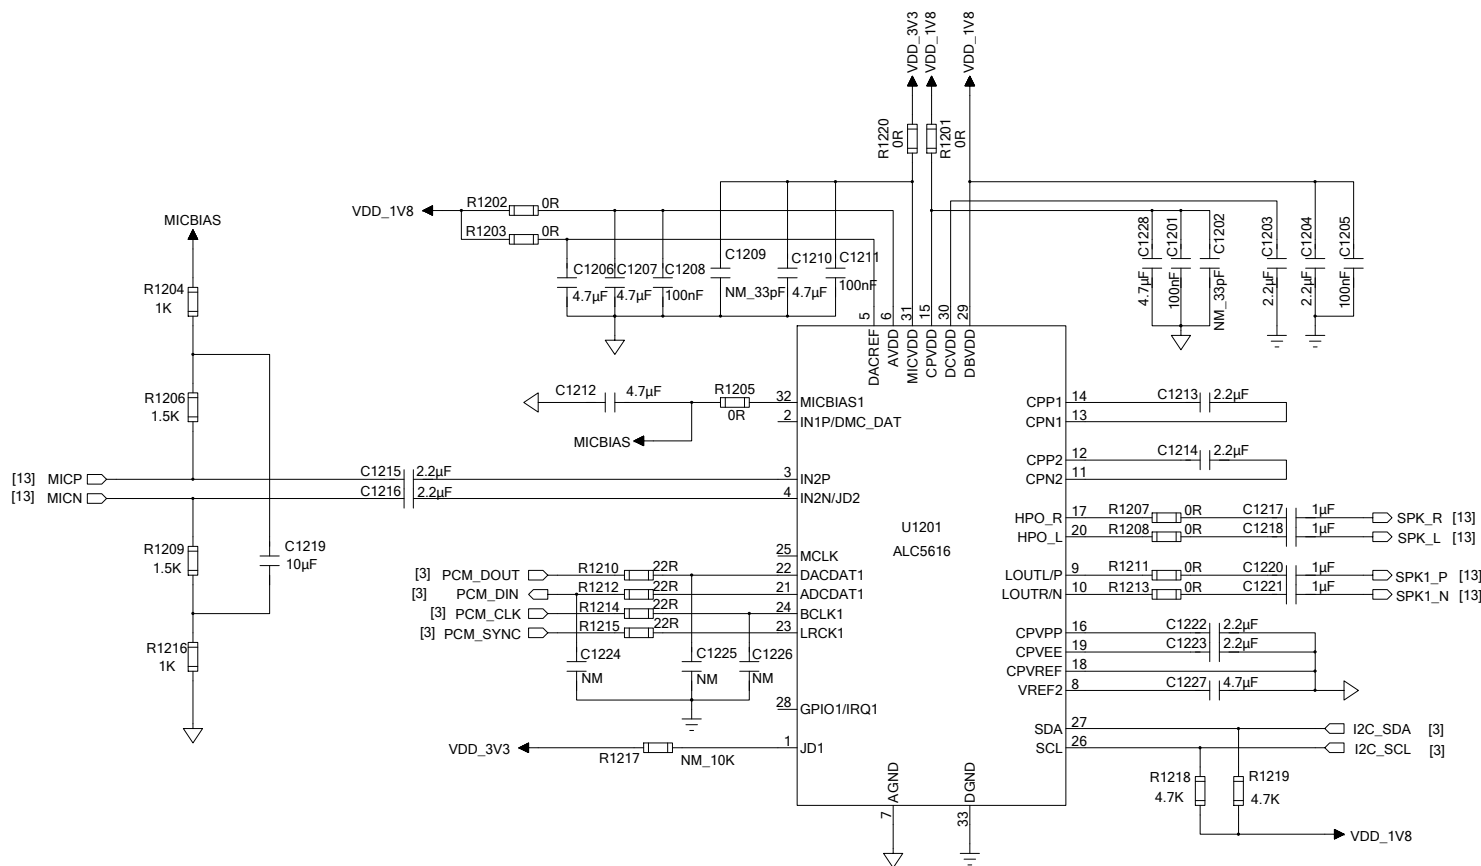 VDD_3V3
VDD_1V8
VDD_1V8
R1220
0R
R1201
0R
MICBIAS
VDD_1V8
R1202
0R
R1203
0R
C1206
4.7µF
C1207
4.7µF
C1208
100nF
C1209
NM_33pF
C1210
4.7µF
C1211
100nF
C1228
4.7µF
C1201
100nF
C1202
NM_33pF
C1203
2.2µF
C1204
2.2µF
C1205
100nF
R1204
1K
5
6
31
15
30
29
DACREF
AVDD
MICVDD
CPVDD
DCVDD
DBVDD
R1206
1.5K
C1212
4.7µF
R1205
0R
MICBIAS
32
MICBIAS1
2
IN1P/DMC_DAT
CPP1
14
C1213
2.2µF
CPN1
13
CPP2
12
C1214
2.2µF
CPN2
11
[13] MICP
C1215
2.2µF
3
IN2P
[13] MICN
C1216
2.2µF
4
IN2N/JD2
U1201
ALC5616
HPO_R
17
R1207
0R
C1217
1µF
SPK_R [13]
HPO_L
20
R1208
0R
C1218
1µF
SPK_L [13]
R1209
1.5K
C1219
10µF
25
MCLK
[3] PCM_DOUT
R1210
22R
22
DACDAT1
[3] PCM_DIN
R1212
22R
21
ADCDAT1
[3] PCM_CLK
R1214
22R
24
BCLK1
[3] PCM_SYNC
R1215
22R
23
LRCK1
LOUTL/P
9
R1211
0R
C1220
1µF
SPK1_P [13]
LOUTR/N
10
R1213
0R
C1221
1µF
SPK1_N [13]
CPVPP
16
C1222
2.2µF
CPVEE
19
C1223
2.2µF
CPVREF
18
VREF2
8
C1227
4.7µF
R1216
1K
C1224
NM
C1225
NM
C1226
NM
28
GPIO1/IRQ1
VDD_3V3
R1217
NM_10K
1
JD1
SDA
27
I2C_SDA [3]
SCL
26
I2C_SCL [3]
R1218
4.7K
R1219
4.7K
AGND
7
DGND
33
VDD_1V8